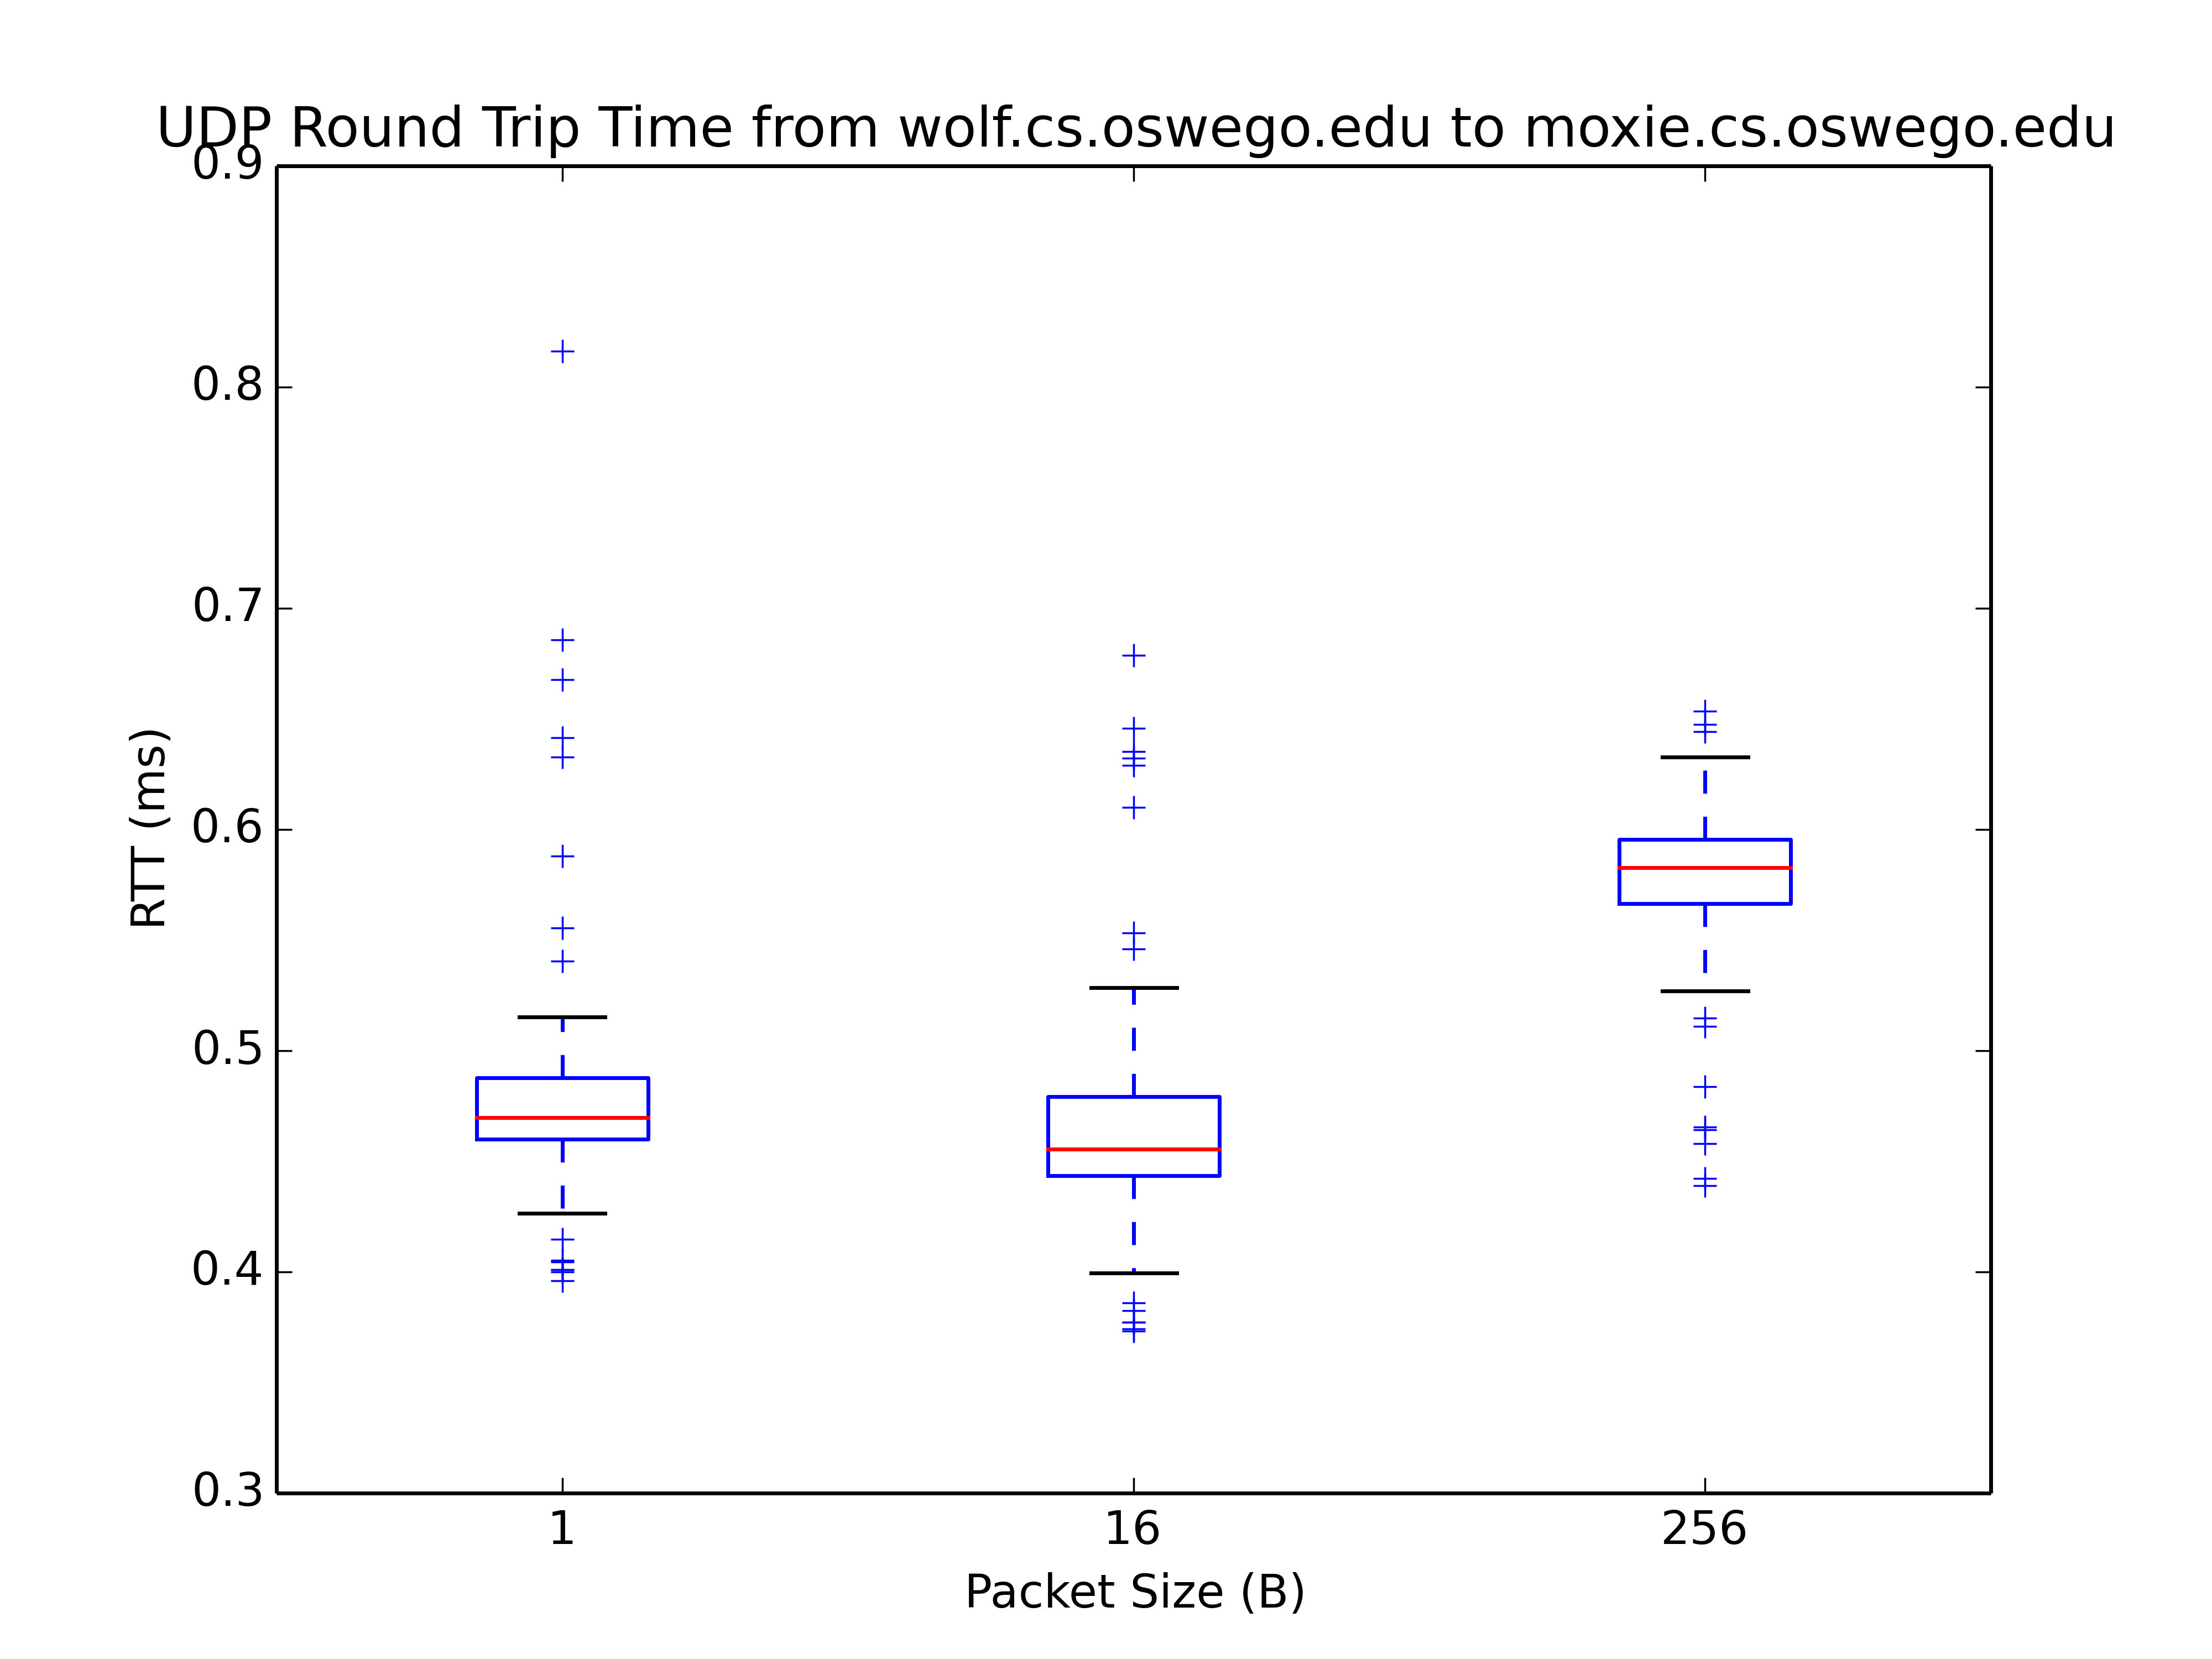 UDP Round Trip Time from wolf.cs.oswego.edu to moxie.cs.oswego.edu
0.9
0.8
0.7
0.6
0.5
0.4
0.3
RTT (ms)
1 16 256
Packet Size (B)